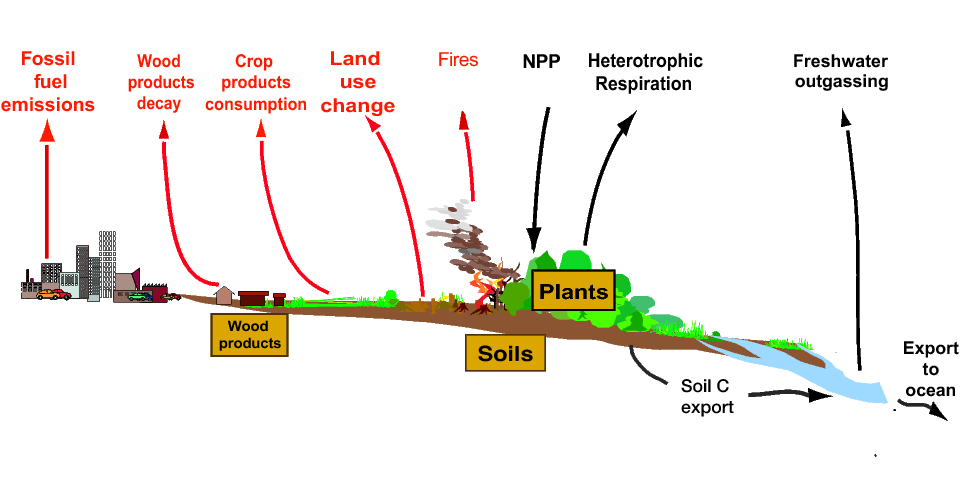 Fossil
fuel
emissions
Wood
products
decay
Crop
products
consumption
Land
use
change
Fires
NPP
Heterotrophic
Respiration
Freshwater
outgassing
Plants
Wood
products
Soils
Soil C
export
Export
to
ocean